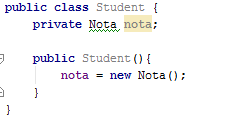 public class Student {
private Nota nota;
public Student(){
nota = new Nota();
}
}